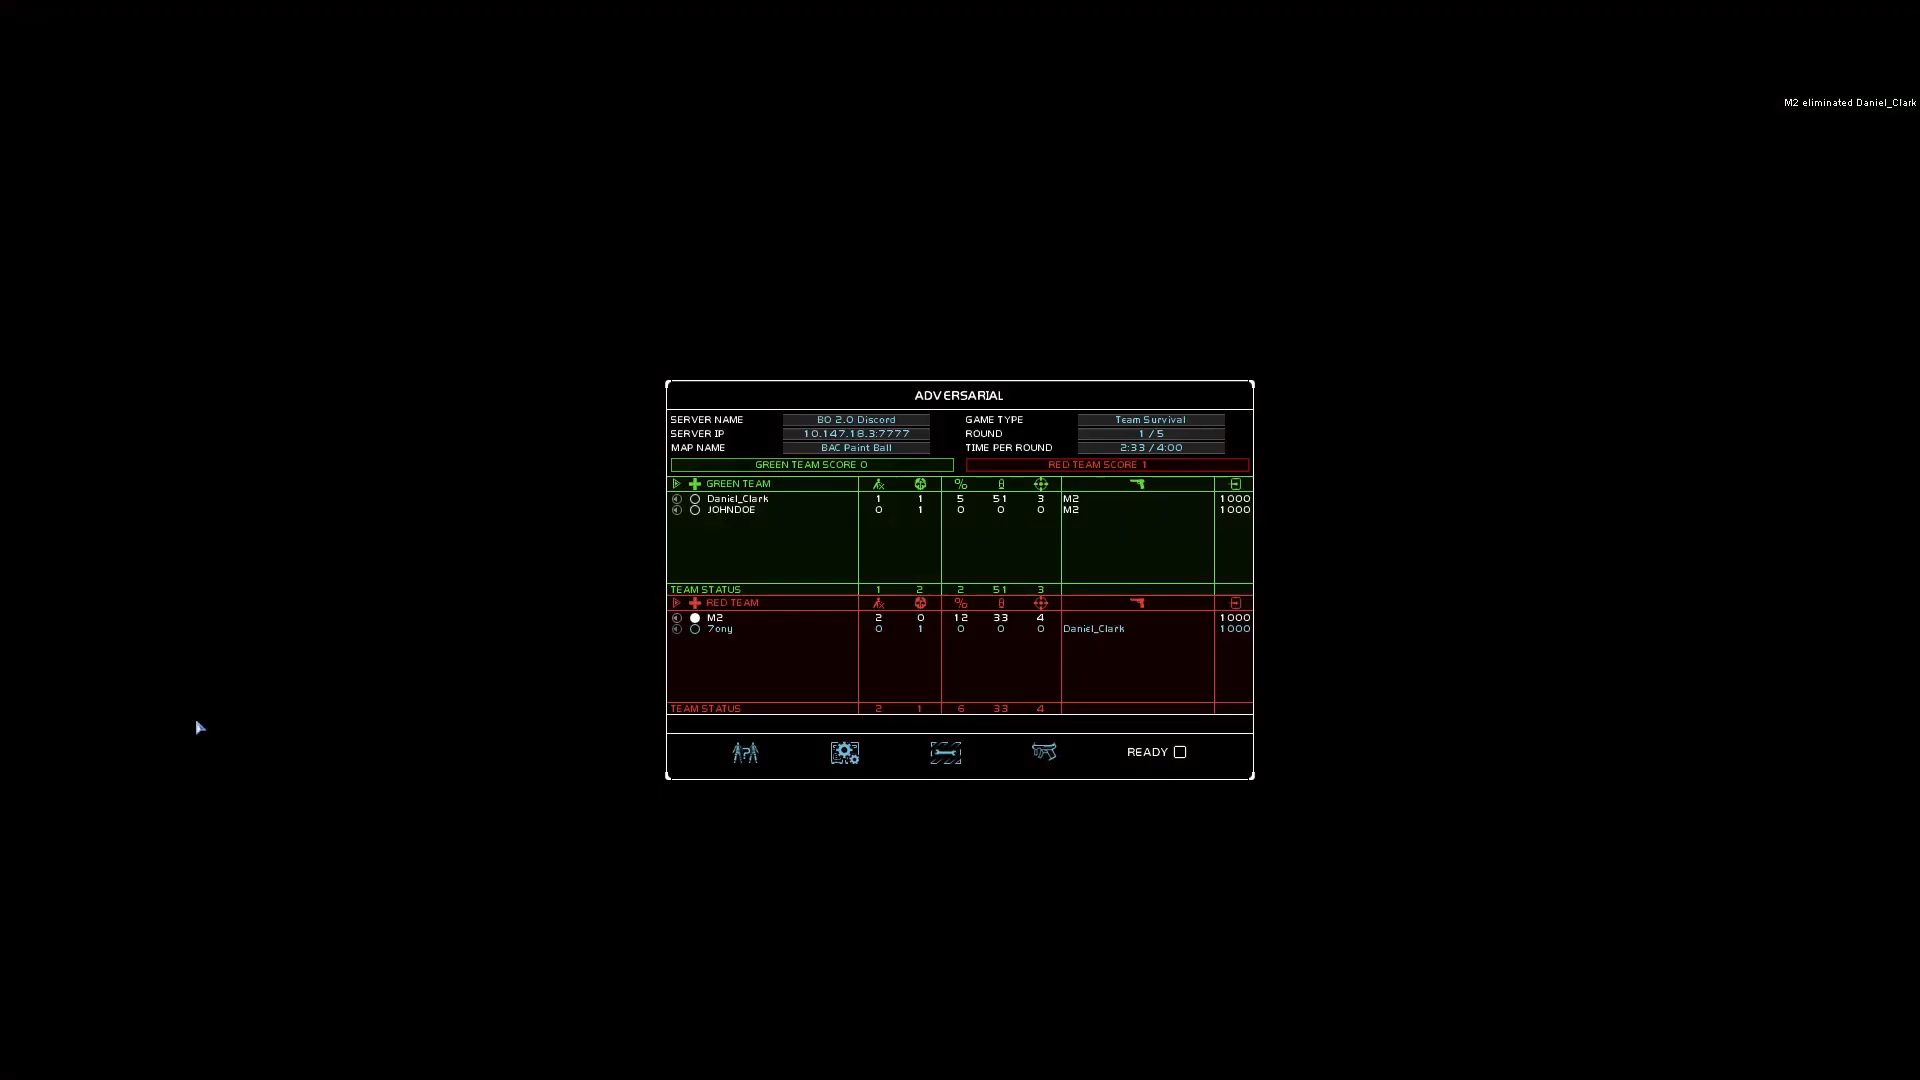 M2 eliminated Daniel_Clark
ADVERSARIAL
SERVER NAME BO 2.0 Discord GAME TYPE Team Survival
SERVER IP 10.147.18.3:7777 ROUND 1 / 5
MAP NAME BAC Paint Ball TIME PER ROUND 2:33 / 4:00
GREEN TEAM SCORE 0 RED TEAM SCORE 1
GREEN TEAM %
Daniel_Clark 1 1 5 51 3 M2 1000
JOHNDOE 0 1 0 0 0 M2 1000
TEAM STATUS 1 2 2 51 3
RED TEAM %
M2 2 0 12 33 4 1000
7ony 0 1 0 0 0 Daniel_Clark 1000
TEAM STATUS 2 1 6 33 4
READY